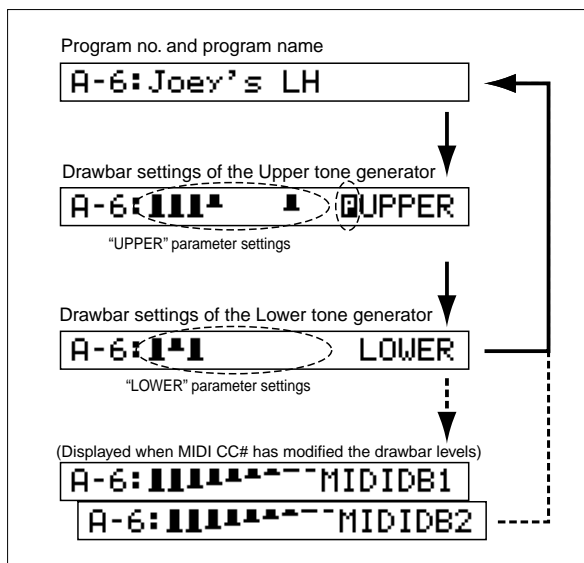 Program no. and program name
A-6:Joey's LH
Drawbar settings of the Upper tone generator
A-6: PUPPER
“UPPER” parameter settings
Drawbar settings of the Lower tone generator
A-6: LOWER
“LOWER” parameter settings
(Displayed when MIDI CC# has modified the drawbar levels)
A-6: MIDIDB1
A-6: MIDIDB2